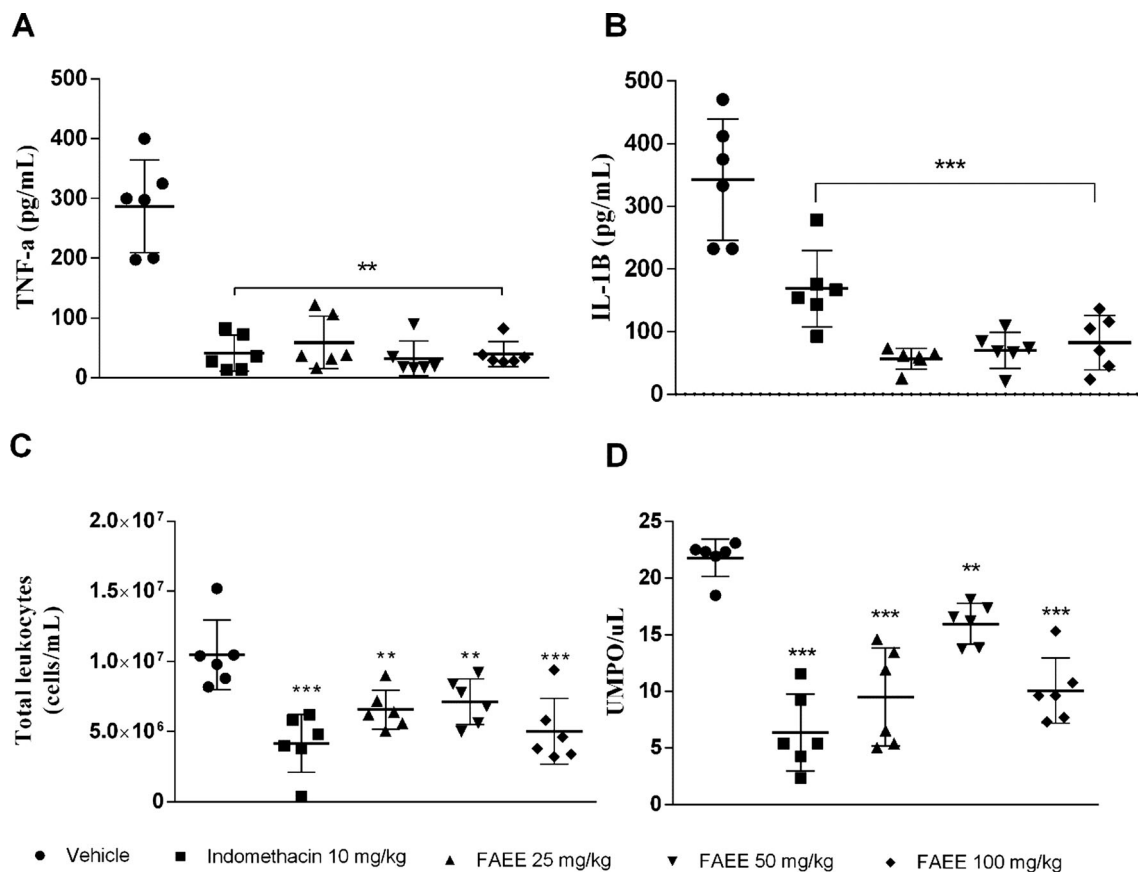 A
TNF-a (pg/mL)
500
400
300
200
100
0
**
B
IL-1B (pg/mL)
500
400
300
200
100
0
***
C
Total leukocytes
(cells/mL)
2.0×10⁷
1.5×10⁷
1.0×10⁷
5.0×10⁶
0
***
**
**
***
D
UMPO/uL
25
20
15
10
5
0
***
***
**
***
Vehicle
Indomethacin 10 mg/kg
FAEE 25 mg/kg
FAEE 50 mg/kg
FAEE 100 mg/kg